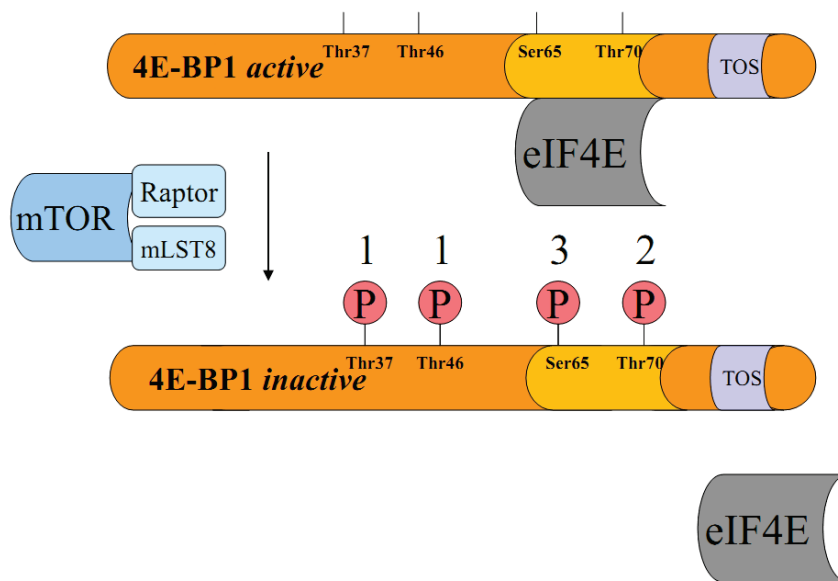 Thr37 Thr46 Ser65 Thr70
4E-BP1 active TOS
eIF4E
Raptor
mTOR
mLST8
1 1 3 2
P P P P
Thr37 Thr46 Ser65 Thr70
4E-BP1 inactive TOS
eIF4E